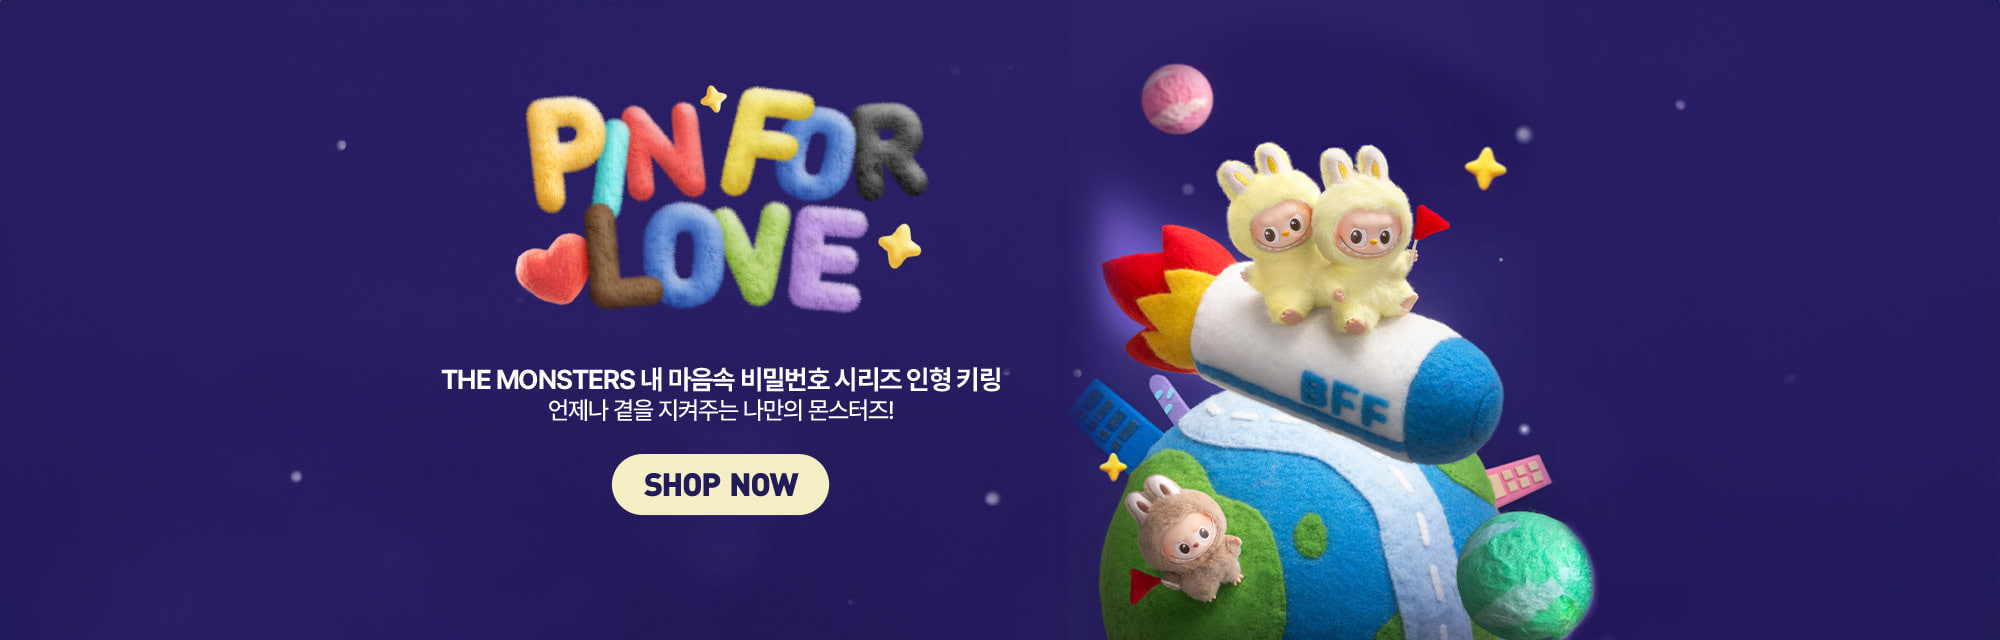 PIN FOR
LOVE
THE MONSTERS 내 마음속 비밀번호 시리즈 인형 키링
언제나 곁을 지켜주는 나만의 몬스터즈!
SHOP NOW
BFF